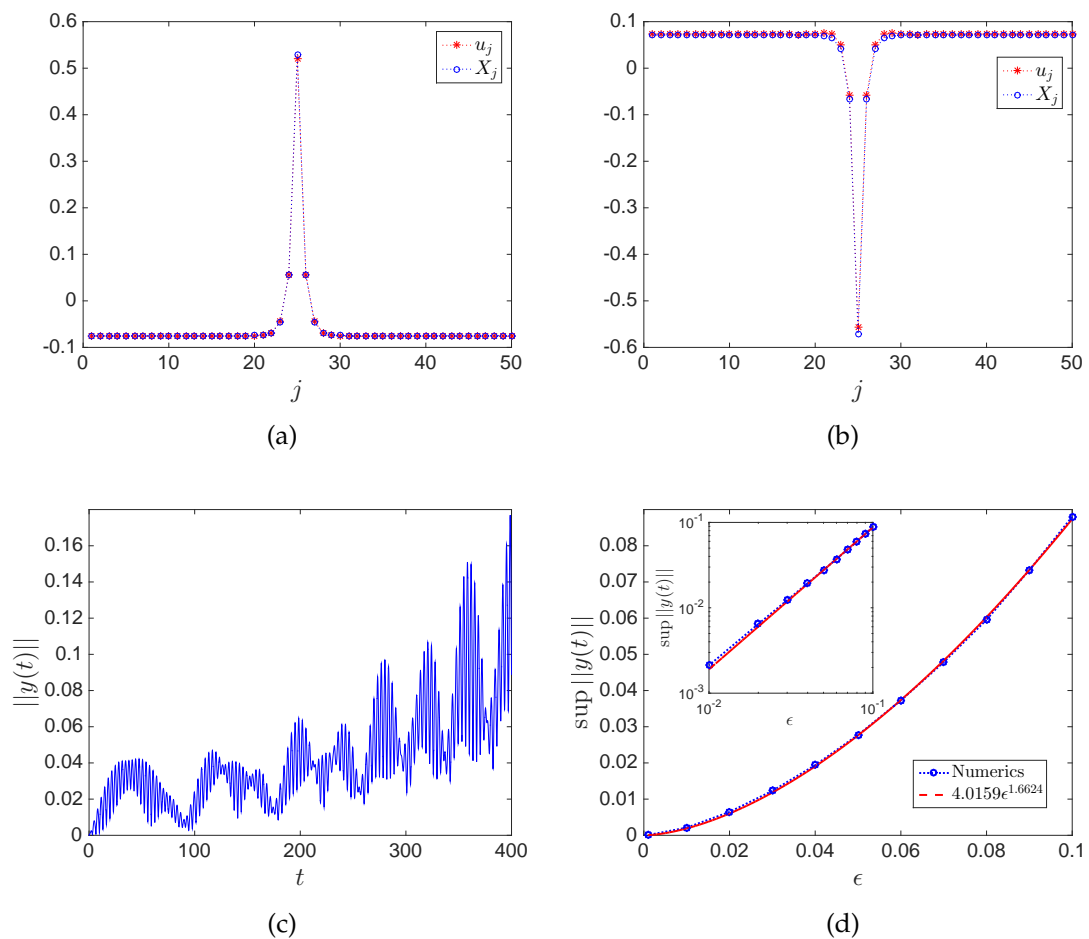 0.6
0.5
0.4
0.3
0.2
0.1
0
-0.1
0 10 20 30 40 50
j
u_j
X_j
(a)
0.1
0
-0.1
-0.2
-0.3
-0.4
-0.5
-0.6
0 10 20 30 40 50
j
u_j
X_j
(b)
0.16
0.14
0.12
0.1
0.08
0.06
0.04
0.02
0
||y(t)||
0 100 200 300 400
t
(c)
0.08
0.07
0.06
0.05
0.04
0.03
0.02
0.01
0
sup ||y(t)||
0 0.02 0.04 0.06 0.08 0.1
ϵ
10^{-1}
10^{-2}
10^{-3}
sup ||y(t)||
10^{-2} 10^{-1}
ϵ
Numerics
4.0159ϵ^{1.6624}
(d)